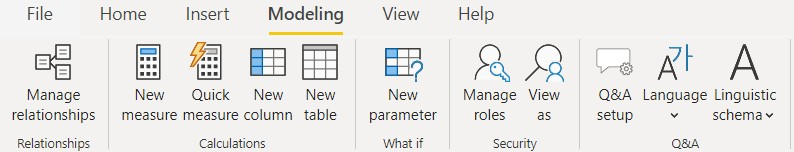 File Home Insert Modeling View Help
Manage relationships
New measure
Quick measure
New column
New table
New parameter
Manage roles
View as
Q&A setup
Language
Linguistic schema
Relationships Calculations What if Security Q&A